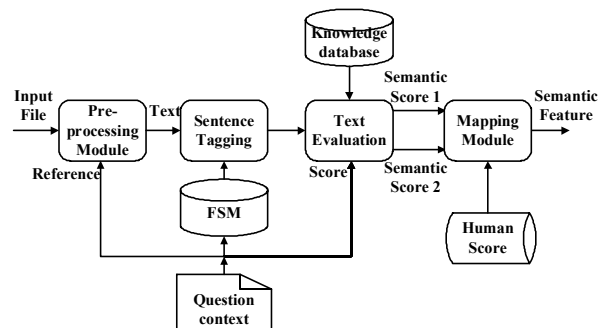 Knowledge
database
Input
File
Pre-
processing
Module
Text
Sentence
Tagging
Text
Evaluation
Semantic
Score 1
Semantic
Score 2
Mapping
Module
Semantic
Feature
Reference
Score
FSM
Human
Score
Question
context